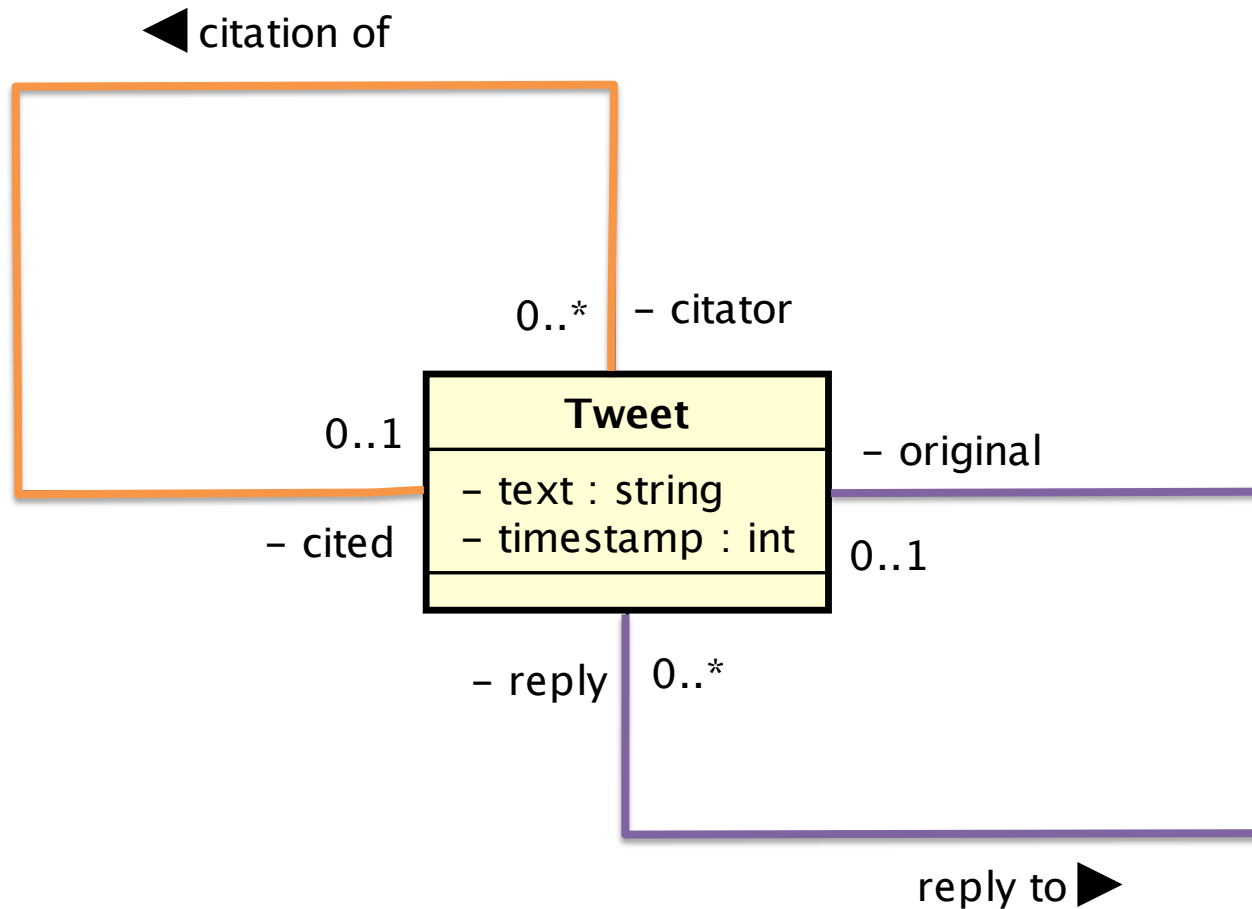 ◀ citation of
0..*
– citator
Tweet
0..1
– original
– text : string
– timestamp : int
– cited
0..1
– reply
0..*
reply to ▶